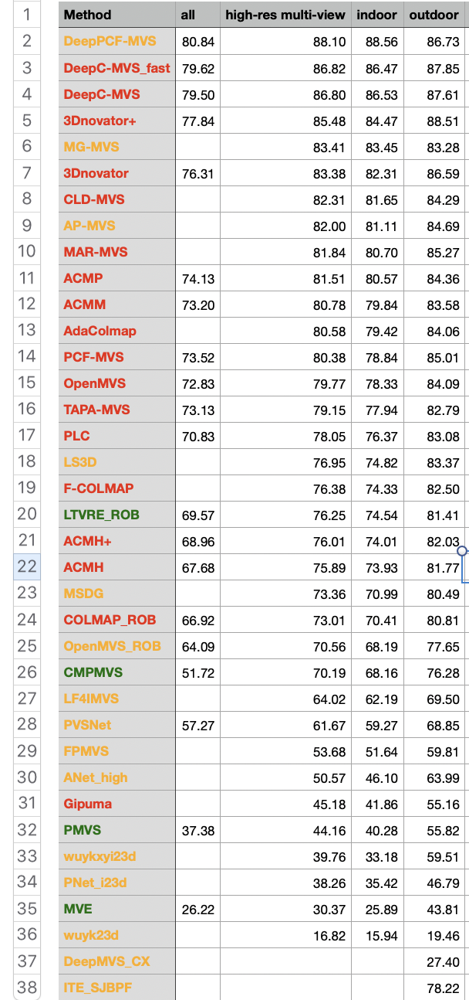 1 Method all high-res multi-view indoor outdoor
2 DeepPCF-MVS 80.84 88.10 88.56 86.73
3 DeepC-MVS_fast 79.62 86.82 86.47 87.85
4 DeepC-MVS 79.50 86.80 86.53 87.61
5 3Dnovator+ 77.84 85.48 84.47 88.51
6 MG-MVS 83.41 83.45 83.28
7 3Dnovator 76.31 83.38 82.31 86.59
8 CLD-MVS 82.31 81.65 84.29
9 AP-MVS 82.00 81.11 84.69
10 MAR-MVS 81.84 80.70 85.27
11 ACMP 74.13 81.51 80.57 84.36
12 ACMM 73.20 80.78 79.84 83.58
13 AdaColmap 80.58 79.42 84.06
14 PCF-MVS 73.52 80.38 78.84 85.01
15 OpenMVS 72.83 79.77 78.33 84.09
16 TAPA-MVS 73.13 79.15 77.94 82.79
17 PLC 70.83 78.05 76.37 83.08
18 LS3D 76.95 74.82 83.37
19 F-COLMAP 76.38 74.33 82.50
20 LTVRE_ROB 69.57 76.25 74.54 81.41
21 ACMH+ 68.96 76.01 74.01 82.03
22 ACMH 67.68 75.89 73.93 81.77
23 MSDG 73.36 70.99 80.49
24 COLMAP_ROB 66.92 73.01 70.41 80.81
25 OpenMVS_ROB 64.09 70.56 68.19 77.65
26 CMPMVS 51.72 70.19 68.16 76.28
27 LF4IMVS 64.02 62.19 69.50
28 PVSNet 57.27 61.67 59.27 68.85
29 FPMVS 53.68 51.64 59.81
30 ANet_high 50.57 46.10 63.99
31 Gipuma 45.18 41.86 55.16
32 PMVS 37.38 44.16 40.28 55.82
33 wuykxyi23d 39.76 33.18 59.51
34 PNet_i23d 38.26 35.42 46.79
35 MVE 26.22 30.37 25.89 43.81
36 wuyk23d 16.82 15.94 19.46
37 DeepMVS_CX 27.40
38 ITE_SJBPF 78.22